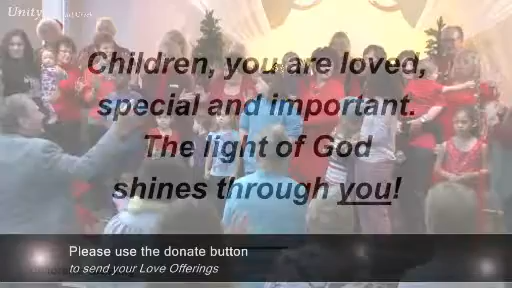 Unity
Children, you are loved,
special and important.
The light of God
shines through you!
Please use the donate button
to send your Love Offerings